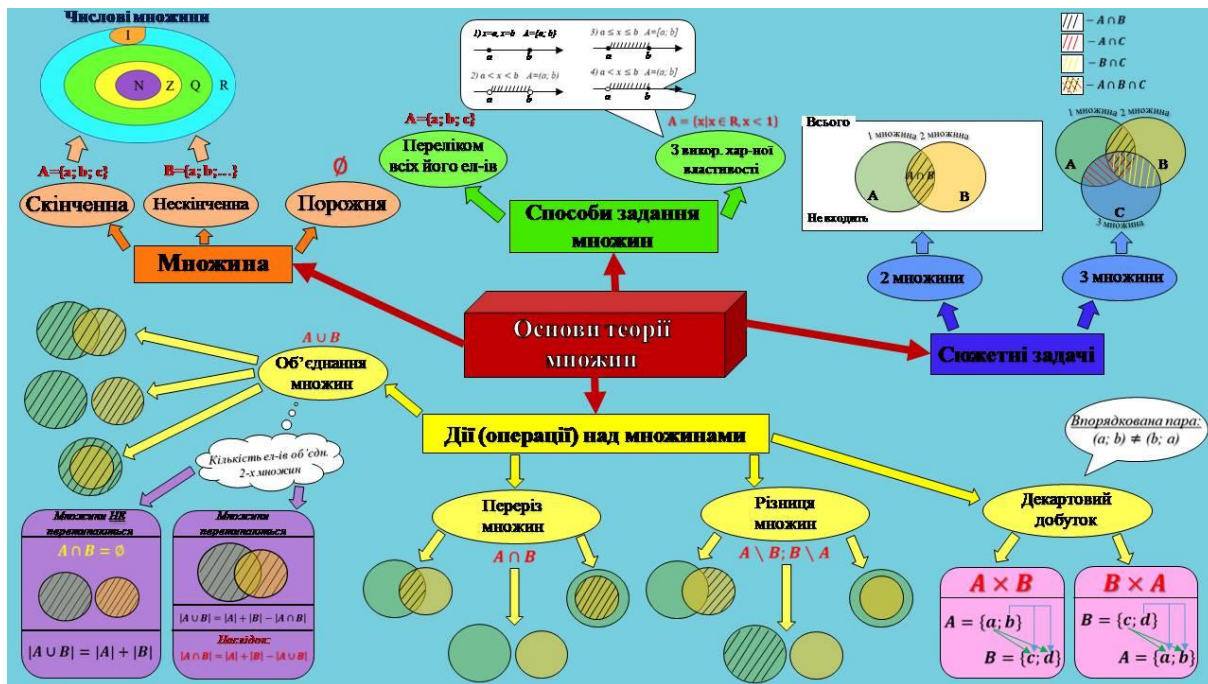 Числові множини
I
N Z Q R
A={a; b; c}
B={a; b;…}
∅
Скінченна
Нескінченна
Порожня
Множина
1) x=a, x=b A={a; b}
a b
2) a < x < b A=(a; b)
a b
3) a ≤ x ≤ b A=[a; b]
a b
4) a < x ≤ b A=(a; b]
a b
A={a; b; c}
Переліком
всіх його ел-ів
A = {x|x ∈ R, x < 1}
З викор. хар-ної
властивості
Способи задання
множин
Всього
1 множина 2 множина
A
A∩B
B
Не входить
– A ∩ B
– A ∩ C
– B ∩ C
– A ∩ B ∩ C
1 множина 2 множина
A
B
C
3 множина
2 множини
3 множини
Сюжетні задачі
Основи теорії
множин
A ∪ B
Об’єднання
множин
Кількість ел-ів об’єдн.
2-х множин
Множини НЕ
перетинаються
A ∩ B = ∅
|A ∪ B| = |A| + |B|
Множини
перетинаються
|A ∪ B| = |A| + |B| − |A ∩ B|
Наслідок:
|A ∩ B| = |A| + |B| − |A ∪ B|
Дії (операції) над множинами
Переріз
множин
A ∩ B
Різниця
множин
A \ B; B \ A
Впорядкована пара:
(a; b) ≠ (b; a)
Декартовий
добуток
A × B
A = {a; b}
B = {c; d}
B × A
B = {c; d}
A = {a; b}